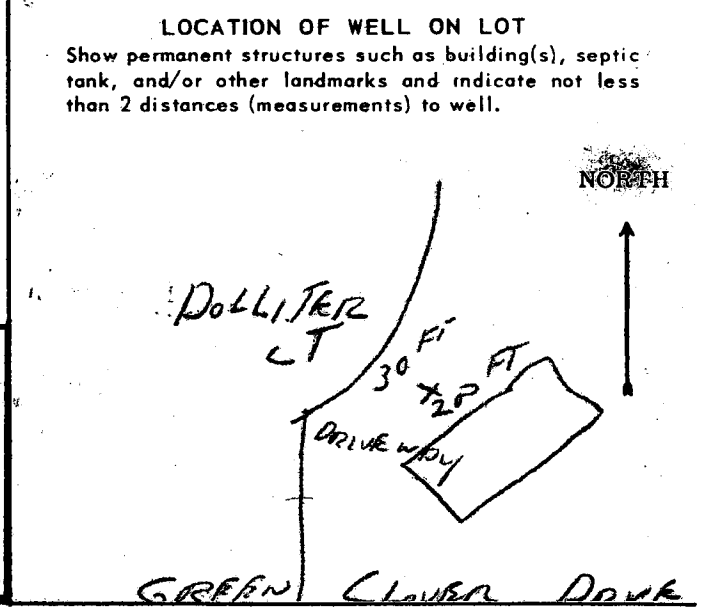 LOCATION OF WELL ON LOT
Show permanent structures such as building(s), septic
tank, and/or other landmarks and indicate not less
than 2 distances (measurements) to well.
NORTH
DOLLITER
CT
30 FT
X 20 FT
DRIVEWAY
GREEN CLOVER DRIVE